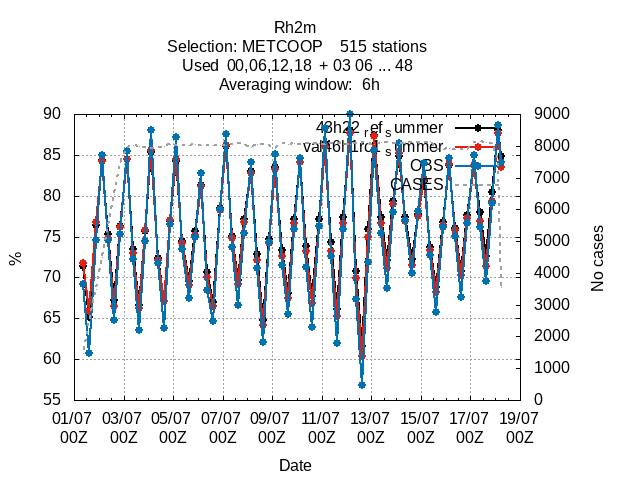 Rh2m
Selection: METCOOP 515 stations
Used 00,06,12,18 + 03 06 ... 48
Averaging window: 6h
90
85
80
75
70
65
60
55
%
9000
8000
7000
6000
5000
4000
3000
2000
1000
0
No cases
summer
summer
OBS
CASES
01/07 03/07 05/07 07/07 09/07 11/07 13/07 15/07 17/07 19/07
00Z 00Z 00Z 00Z 00Z 00Z 00Z 00Z 00Z 00Z
Date